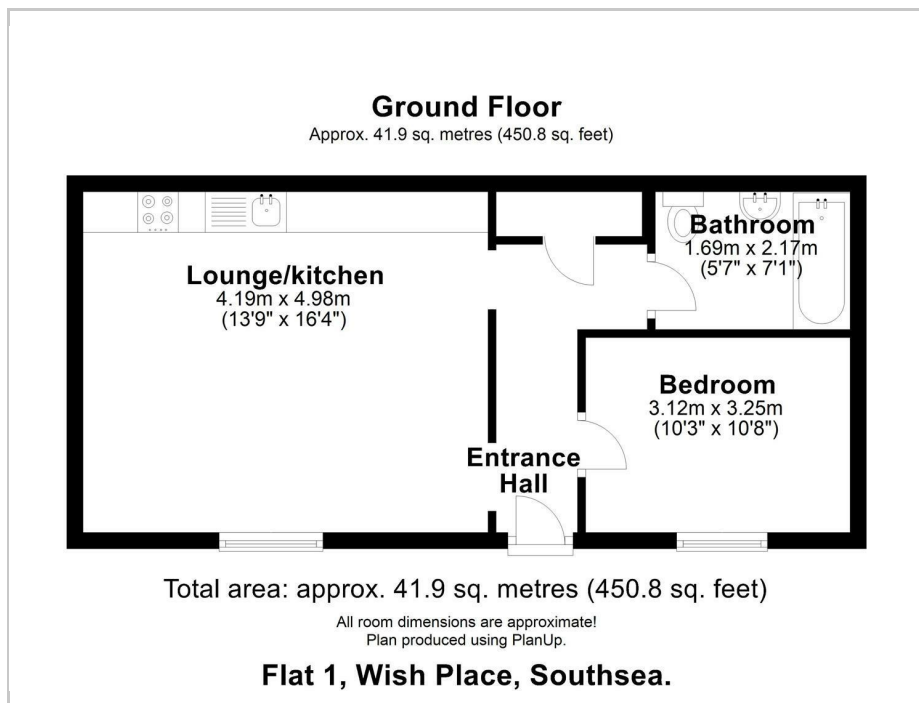 Ground Floor
Approx. 41.9 sq. metres (450.8 sq. feet)
Bathroom
1.69m x 2.17m
(5'7" x 7'1")
Lounge/kitchen
4.19m x 4.98m
(13'9" x 16'4")
Bedroom
3.12m x 3.25m
(10'3" x 10'8")
Entrance
Hall
Total area: approx. 41.9 sq. metres (450.8 sq. feet)
All room dimensions are approximate!
Plan produced using PlanUp.
Flat 1, Wish Place, Southsea.